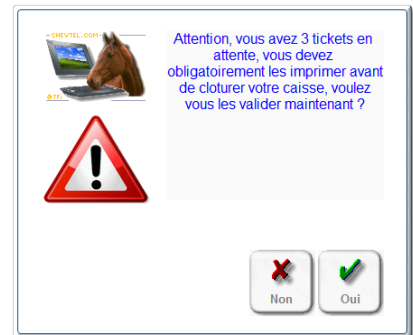 CHEVTEL.COM
Attention, vous avez 3 tickets en
attente, vous devez
obligatoirement les imprimer avant
de cloturer votre caisse, voulez
vous les valider maintenant ?
Non
Oui